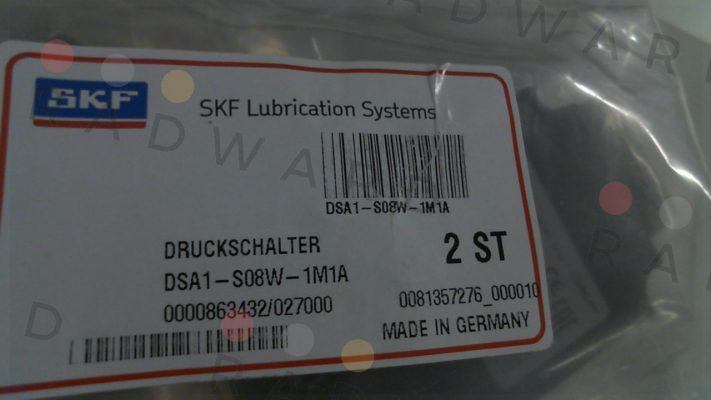 SKF
SKF Lubrication Systems
DSA1-S08W-1M1A
DRUCKSCHALTER
2 ST
DSA1-S08W-1M1A
0000863432/027000
0081357276_000010
MADE IN GERMANY